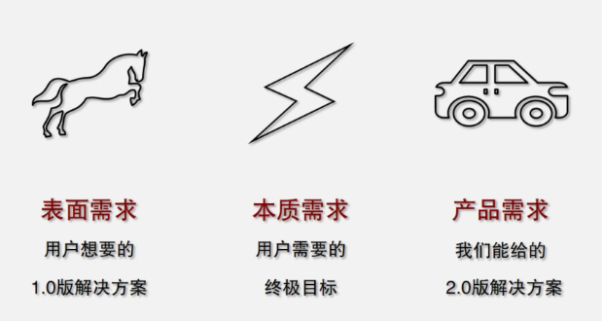 表面需求
用户想要的
1.0版解决方案
本质需求
用户需要的
终极目标
产品需求
我们能给的
2.0版解决方案